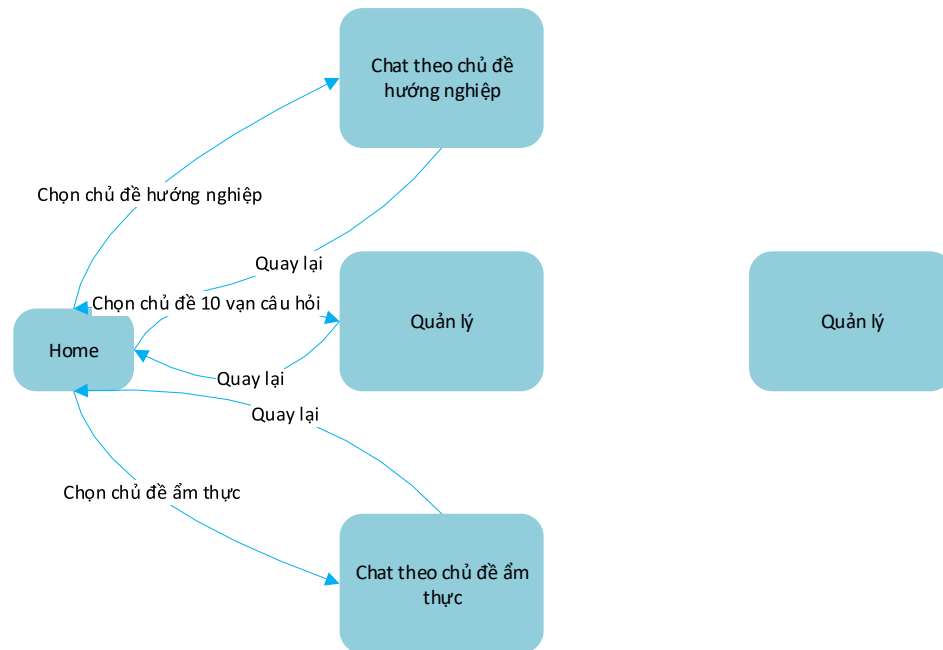 Chat theo chủ đề
hướng nghiệp
Chọn chủ đề hướng nghiệp
Quay lại
Chọn chủ đề 10 vạn câu hỏi
Quản lý
Quản lý
Home
Quay lại
Quay lại
Chọn chủ đề ẩm thực
Chat theo chủ đề ẩm
thực